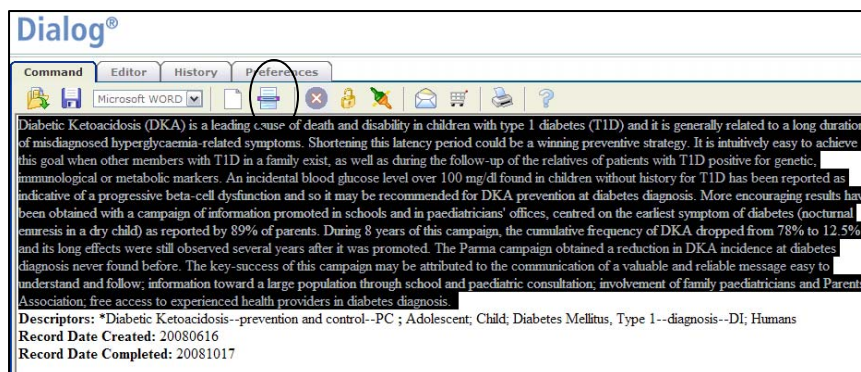 Dialog®
Command Editor History Preferences
Microsoft WORD
Diabetic Ketoacidosis (DKA) is a leading cause of death and disability in children with type 1 diabetes (T1D) and it is generally related to a long duration
of misdiagnosed hyperglycaemia-related symptoms. Shortening this latency period could be a winning preventive strategy. It is intuitively easy to achieve
this goal when other members with T1D in a family exist, as well as during the follow-up of the relatives of patients with T1D positive for genetic,
immunological or metabolic markers. An incidental blood glucose level over 100 mg/dl found in children without history for T1D has been reported as
indicative of a progressive beta-cell dysfunction and so it may be recommended for DKA prevention at diabetes diagnosis. More encouraging results hav
been obtained with a campaign of information promoted in schools and in paediatricians' offices, centred on the earliest symptom of diabetes (nocturnal
enuresis in a dry child) as reported by 89% of parents. During 8 years of this campaign, the cumulative frequency of DKA dropped from 78% to 12.5%
and its long effects were still observed several years after it was promoted. The Parma campaign obtained a reduction in DKA incidence at diabetes
diagnosis never found before. The key-success of this campaign may be attributed to the communication of a valuable and reliable message easy to
understand and follow; information toward a large population through school and paediatric consultation; involvement of family paediatricians and Parents
Association; free access to experienced health providers in diabetes diagnosis.
Descriptors: *Diabetic Ketoacidosis--prevention and control--PC ; Adolescent; Child; Diabetes Mellitus, Type 1--diagnosis--DI; Humans
Record Date Created: 20080616
Record Date Completed: 20081017